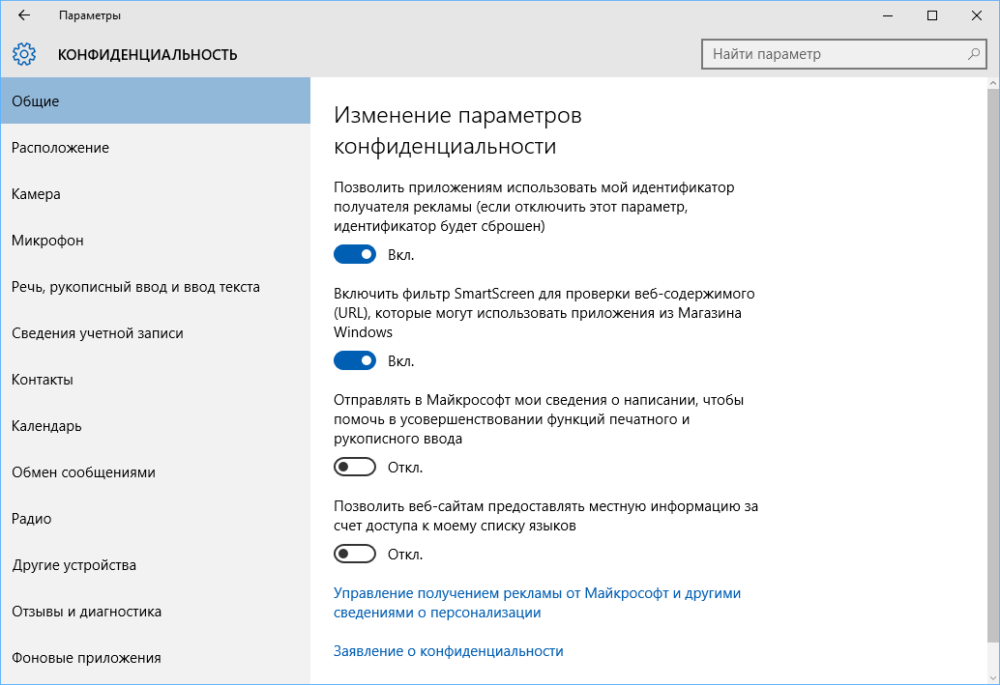 Параметры
КОНФИДЕНЦИАЛЬНОСТЬ
Найти параметр
Общие
Расположение
Камера
Микрофон
Речь, рукописный ввод и ввод текста
Сведения учетной записи
Контакты
Календарь
Обмен сообщениями
Радио
Другие устройства
Отзывы и диагностика
Фоновые приложения
Изменение параметров
конфиденциальности
Позволить приложениям использовать мой идентификатор
получателя рекламы (если отключить этот параметр,
идентификатор будет сброшен)
Вкл.
Включить фильтр SmartScreen для проверки веб-содержимого
(URL), которые могут использовать приложения из Магазина
Windows
Вкл.
Отправлять в Майкрософт мои сведения о написании, чтобы
помочь в усовершенствовании функций печатного и
рукописного ввода
Откл.
Позволить веб-сайтам предоставлять местную информацию за
счет доступа к моему списку языков
Откл.
Управление получением рекламы от Майкрософт и другими
сведениями о персонализации
Заявление о конфиденциальности